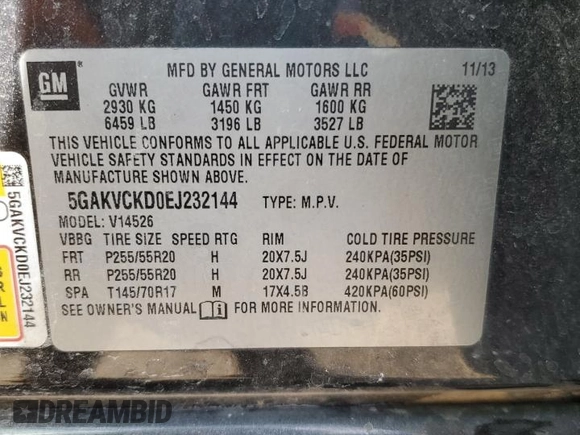 GM ®
MFD BY GENERAL MOTORS LLC 11/13
GVWR GAWR FRT GAWR RR
2930 KG 1450 KG 1600 KG
6459 LB 3196 LB 3527 LB
THIS VEHICLE CONFORMS TO ALL APPLICABLE U.S. FEDERAL MOTOR
VEHICLE SAFETY STANDARDS IN EFFECT ON THE DATE OF
MANUFACTURE SHOWN ABOVE.
5GAKVCKD0EJ232144 TYPE: M.P.V.
MODEL: V14526
VBBG TIRE SIZE SPEED RTG RIM COLD TIRE PRESSURE
FRT P255/55R20 H 20X7.5J 240KPA(35PSI)
RR P255/55R20 H 20X7.5J 240KPA(35PSI)
SPA T145/70R17 M 17X4.5B 420KPA(60PSI)
SEE OWNER'S MANUAL i FOR MORE INFORMATION.
5GAKVCKD0EJ232144
S R L N
DREAMBID